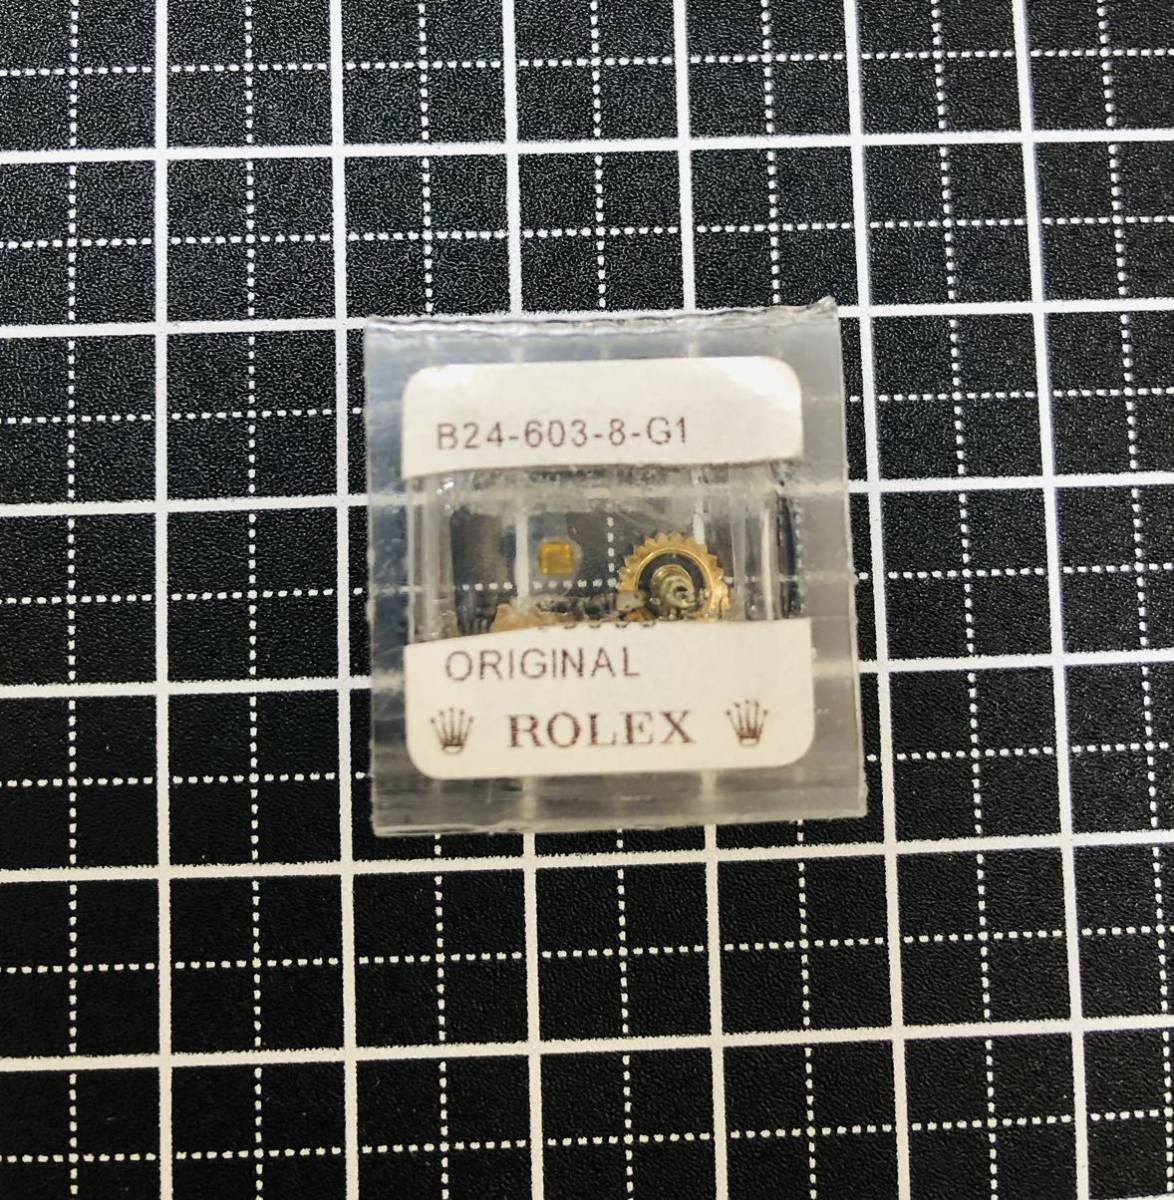 B24-603-8-G1
ORIGINAL
ROLEX